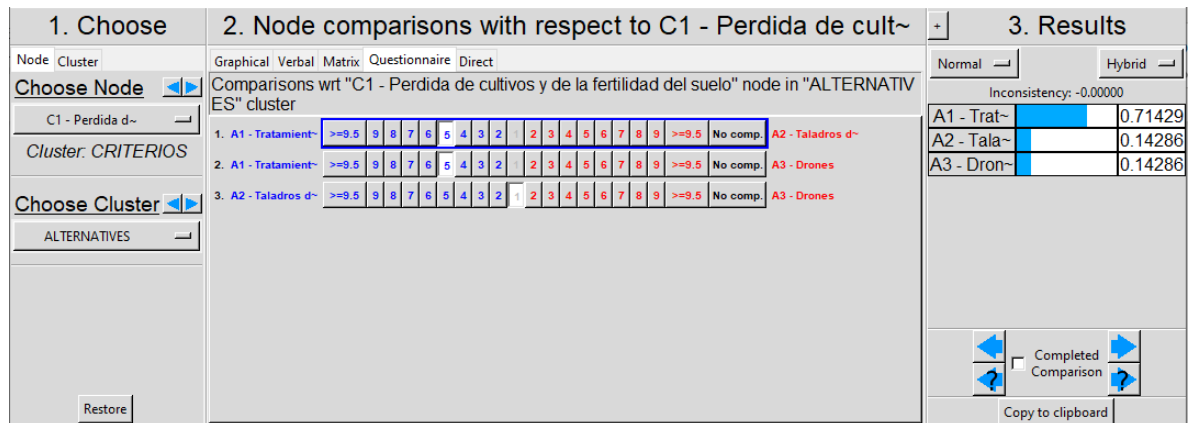 1. Choose
Node Cluster
Choose Node
C1 - Perdida d~
Cluster: CRITERIOS
Choose Cluster
ALTERNATIVES
Restore
2. Node comparisons with respect to C1 - Perdida de cult~
Graphical Verbal Matrix Questionnaire Direct
Comparisons wrt "C1 - Perdida de cultivos y de la fertilidad del suelo" node in "ALTERNATIV
ES" cluster
1. A1 - Tratamient~ >=9.5 9 8 7 6 5 4 3 2 1 2 3 4 5 6 7 8 9 >=9.5 No comp. A2 - Taladros d~
2. A1 - Tratamient~ >=9.5 9 8 7 6 5 4 3 2 1 2 3 4 5 6 7 8 9 >=9.5 No comp. A3 - Drones
3. A2 - Taladros d~ >=9.5 9 8 7 6 5 4 3 2 1 2 3 4 5 6 7 8 9 >=9.5 No comp. A3 - Drones
+ 3. Results
Normal Hybrid
Inconsistency: -0.00000
A1 - Trat~ 0.71429
A2 - Tala~ 0.14286
A3 - Dron~ 0.14286
Completed
Comparison
? ?
Copy to clipboard